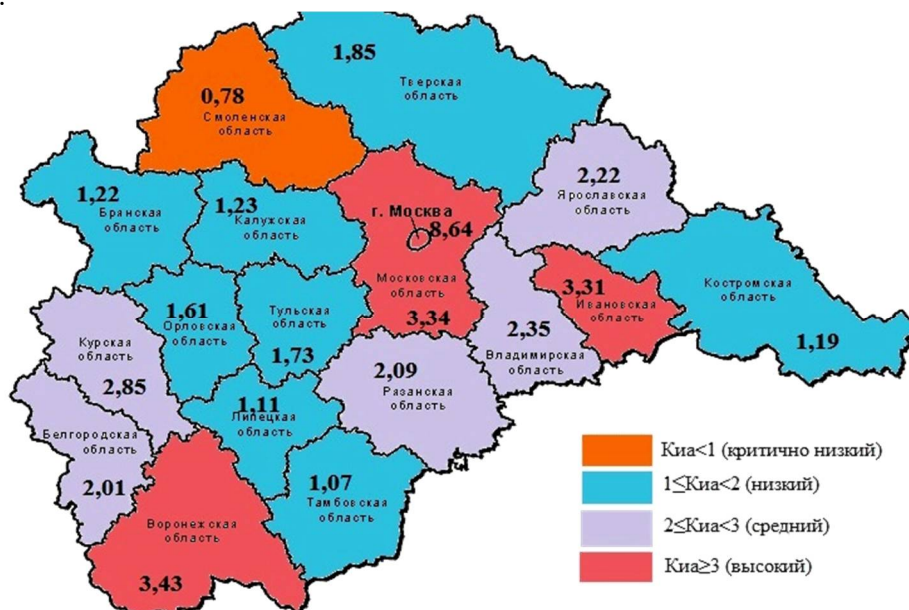 .
1,85
Тверская
область
0,78
Смоленская
область
2,22
Ярославская
область
1,22
Брянская
область
1,23
Калужская
область
г. Москва
8,64
Московская
область
3,34
3,31
Ивановская
область
Костромская
область
1,19
1,61
Орловская
область
Тульская
область
1,73
2,35
Владимирская
область
Курская
область
2,85
2,09
Рязанская
область
1,11
Липецкая
область
Белгородская
область
2,01
1,07
Тамбовская
область
Воронежская
область
3,43
Киа<1 (критично низкий)
1≤Киа<2 (низкий)
2≤Киа<3 (средний)
Киа≥3 (высокий)